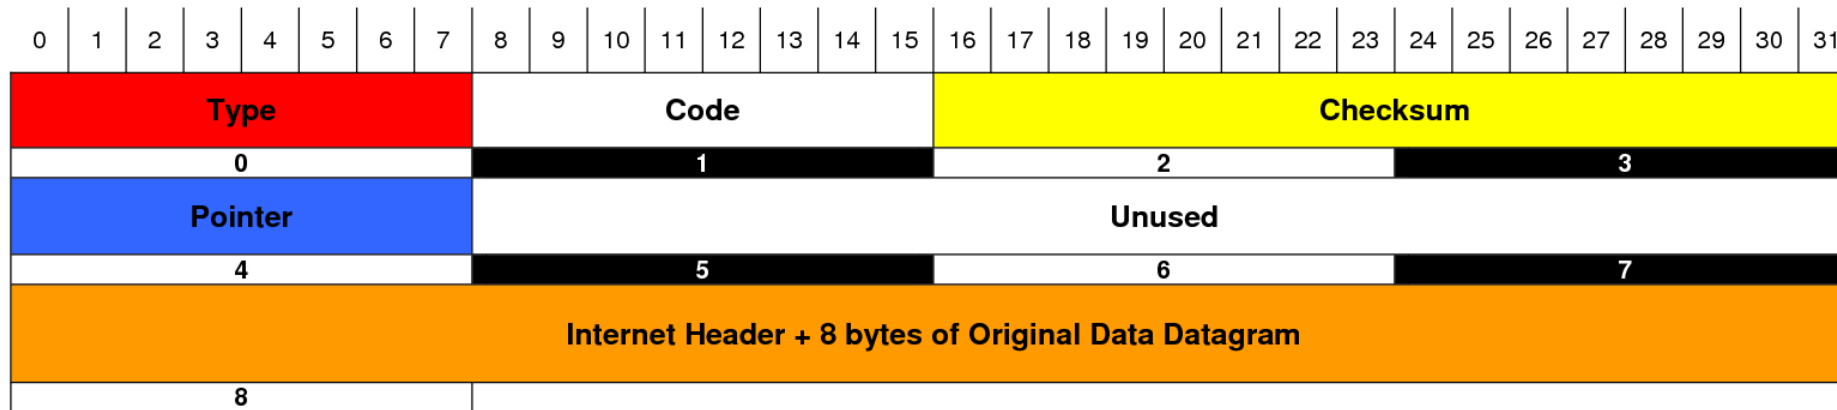 0 1 2 3 4 5 6 7 8 9 10 11 12 13 14 15 16 17 18 19 20 21 22 23 24 25 26 27 28 29 30 31
Type Code Checksum
0 1 2 3
Pointer Unused
4 5 6 7
Internet Header + 8 bytes of Original Data Datagram
8